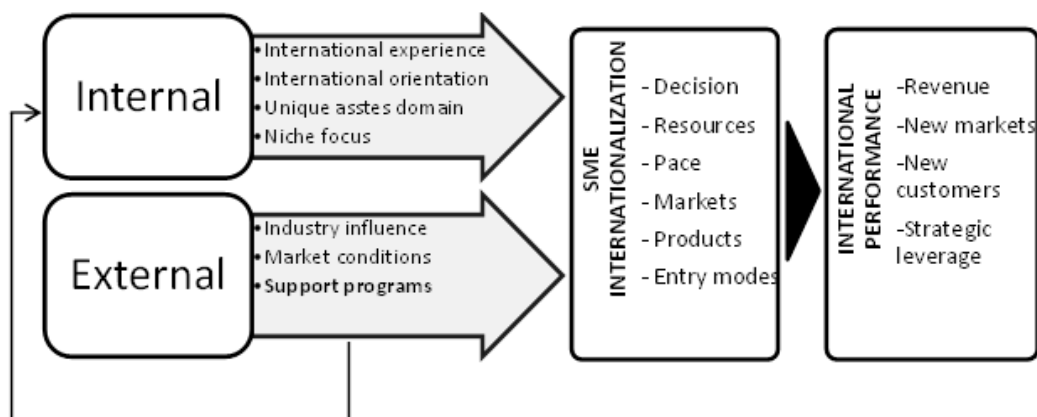 Internal
• International experience
• International orientation
• Unique asstes domain
• Niche focus
External
• Industry influence
• Market conditions
• Support programs
SME
INTERNATIONALIZATION
- Decision
- Resources
- Pace
- Markets
- Products
- Entry modes
INTERNATIONAL
PERFORMANCE
-Revenue
-New markets
-New
customers
-Strategic
leverage